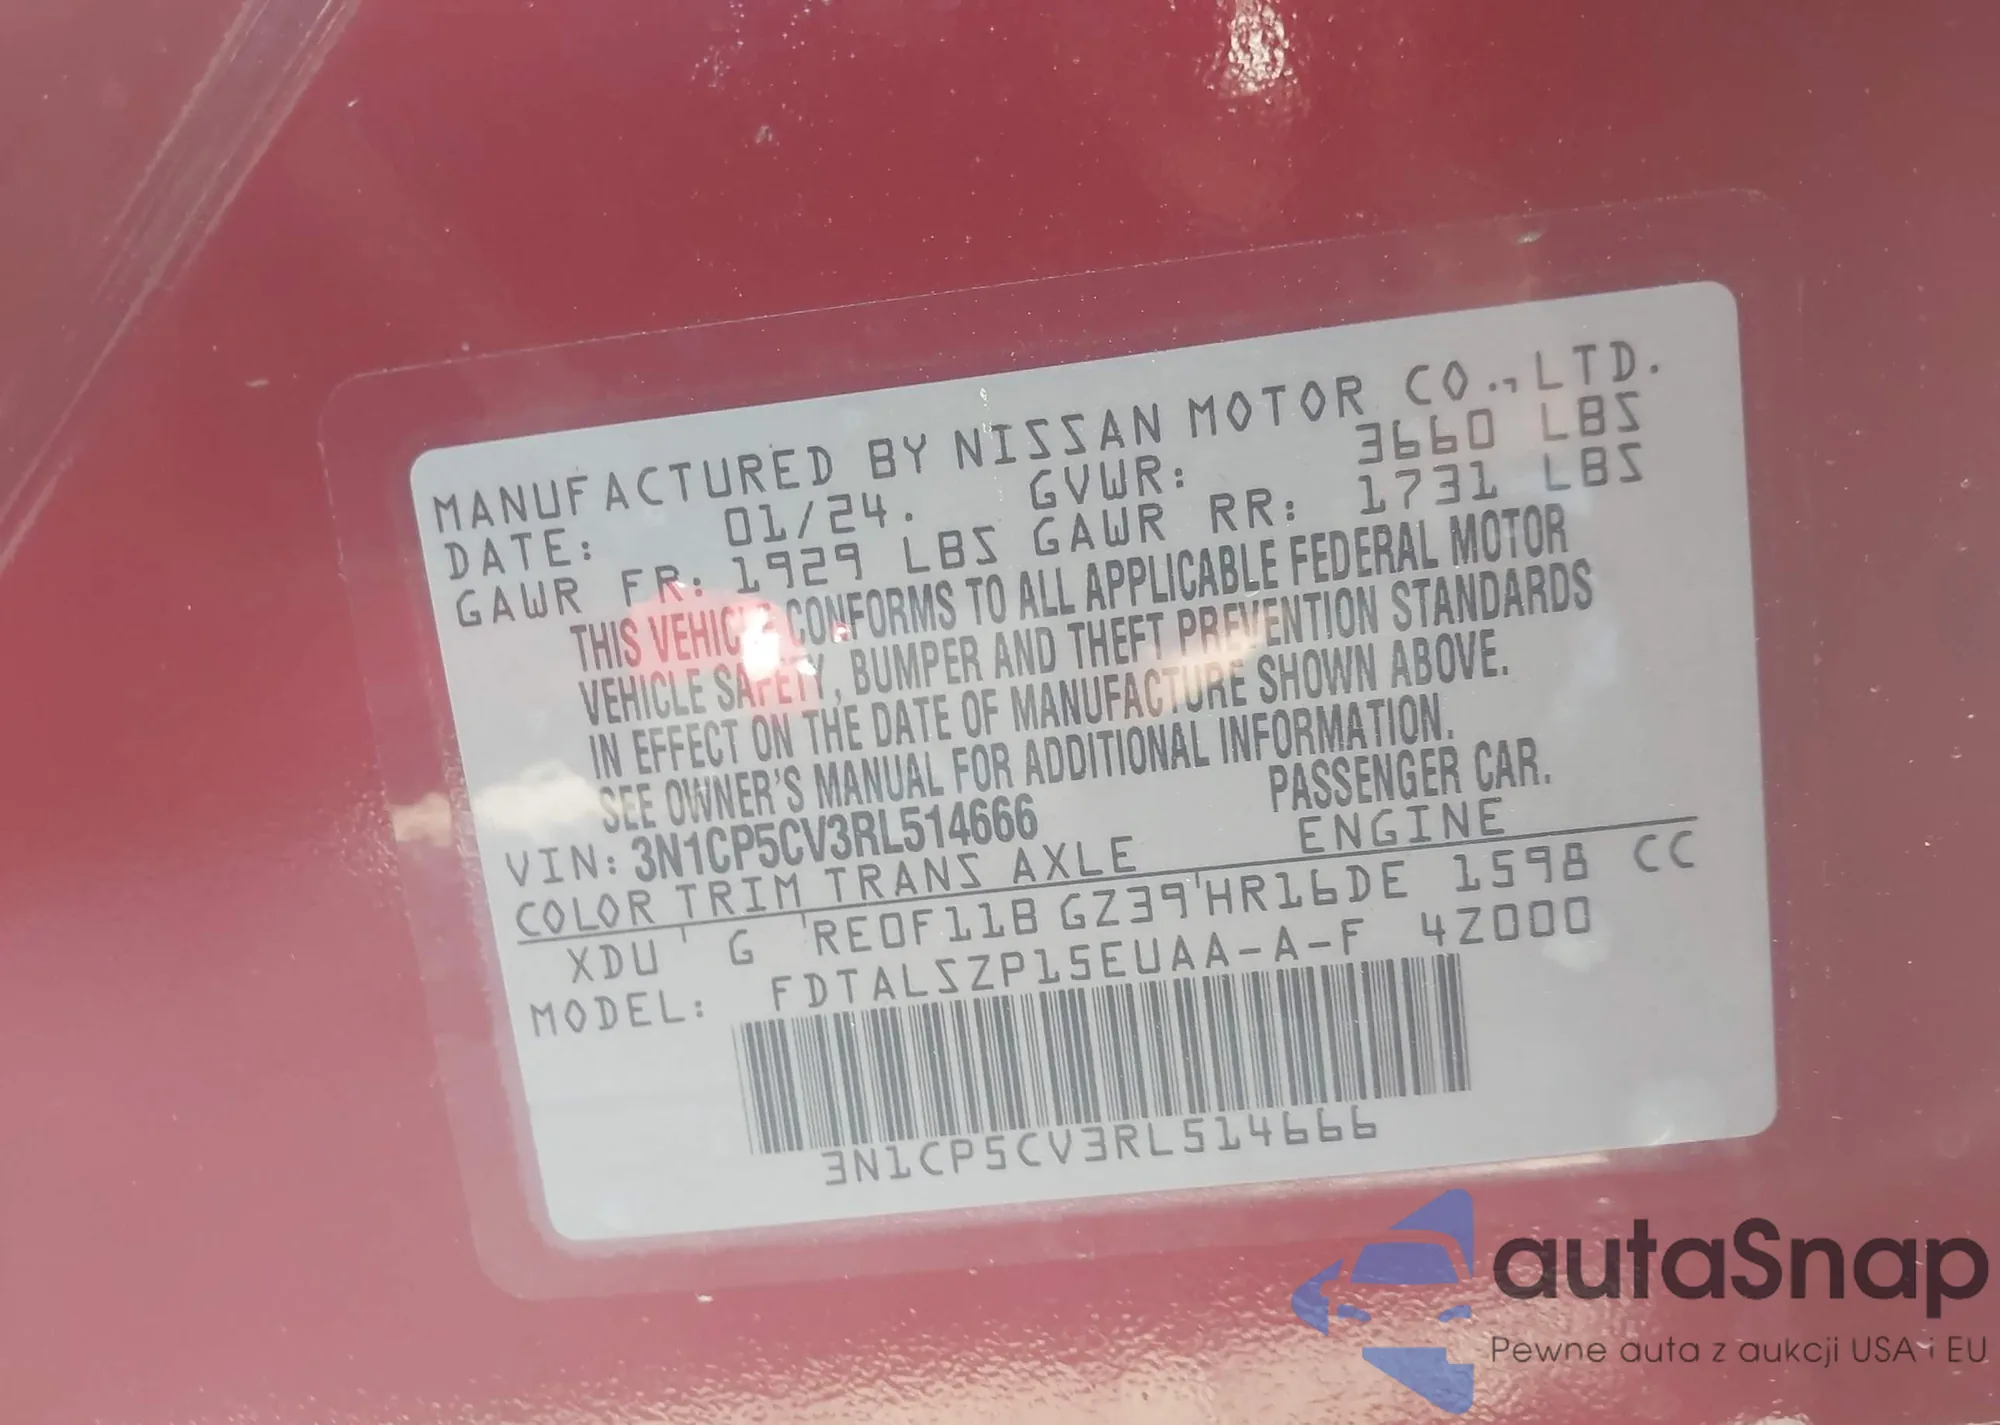 MANUFACTURED BY NISSAN MOTOR CO.,LTD.
DATE: 01/24. GVWR: 3660 LBS
GAWR FR: 1929 LBS GAWR RR: 1731 LBS
THIS VEHICLE CONFORMS TO ALL APPLICABLE FEDERAL MOTOR
VEHICLE SAFETY, BUMPER AND THEFT PREVENTION STANDARDS
IN EFFECT ON THE DATE OF MANUFACTURE SHOWN ABOVE.
SEE OWNER'S MANUAL FOR ADDITIONAL INFORMATION.
VIN: 3N1CP5CV3RL514666 PASSENGER CAR.
COLOR TRIM TRANS AXLE ENGINE
XDU ' G 'RE0F11B GZ39'HR16DE 1598 CC
MODEL: FDTALSZP15EUAA-A-F 4Z000
3N1CP5CV3RL514666
autaSnap
Pewne auta z aukcji USA i EU